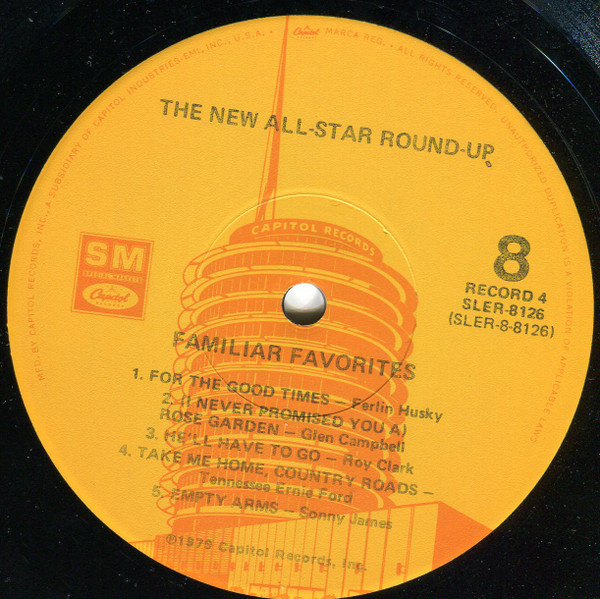 MFD. BY CAPITOL RECORDS, INC., A SUBSIDIARY OF CAPITOL INDUSTRIES-EMI, INC., U.S.A. • Capitol MARCA REG. • ALL RIGHTS RESERVED. UNAUTHORIZED DUPLICATION IS A VIOLATION OF APPLICABLE LAWS.
THE NEW ALL-STAR ROUND-UP
CAPITOL RECORDS
SM
SPECIAL MARKETS
Capitol
8
RECORD 4
SLER-8126
(SLER-8-8126)
FAMILIAR FAVORITES
1. FOR THE GOOD TIMES – Ferlin Husky
2. (I NEVER PROMISED YOU A)
ROSE GARDEN – Glen Campbell
3. HE'LL HAVE TO GO – Roy Clark
4. TAKE ME HOME, COUNTRY ROADS –
Tennessee Ernie Ford
5. EMPTY ARMS – Sonny James
©1979 Capitol Records, Inc.